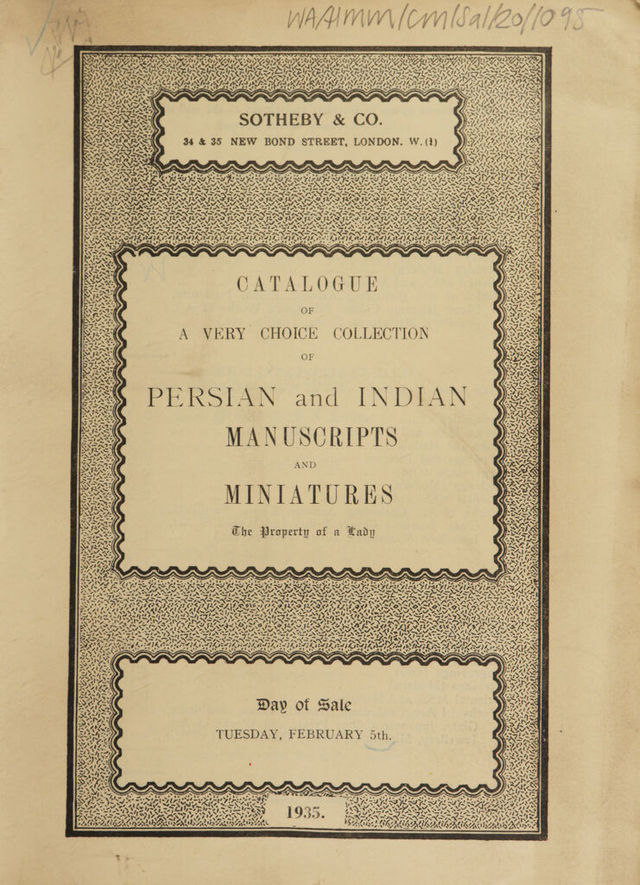 WA/HMM/CM/Sal/20/1095
SOTHEBY & CO.
34 & 35 NEW BOND STREET, LONDON. W.(1)
CATALOGUE
OF
A VERY CHOICE COLLECTION
OF
PERSIAN and INDIAN
MANUSCRIPTS
AND
MINIATURES
The Property of a Lady
Day of Sale
TUESDAY, FEBRUARY 5th.
1935.